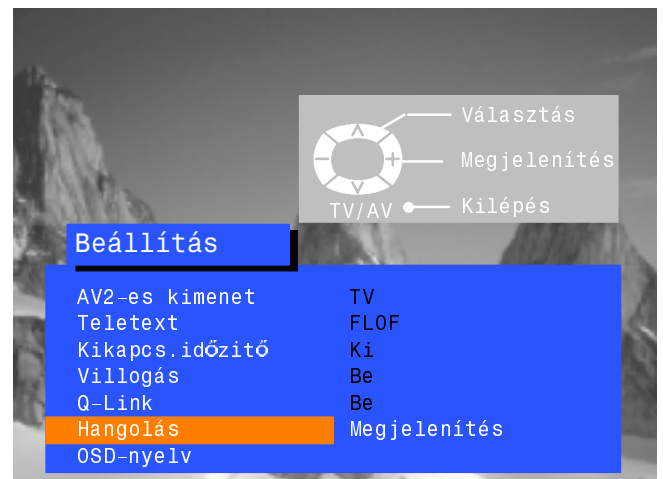 Választás
Megjelenítés
TV/AV Kilépés
Beállítás
AV2-es kimenet TV
Teletext FLOF
Kikapcs.időzitő Ki
Villogás Be
Q-Link Be
Hangolás Megjelenítés
OSD-nyelv